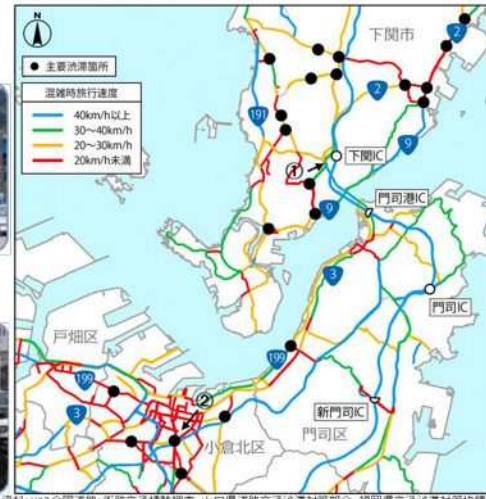 N
主要渋滞箇所
混雑時旅行速度
40km/h以上
30～40km/h
20～30km/h
20km/h未満
下関市
2
2
191
9
下関IC
①
9
門司港IC
3
門司IC
戸畑区
199
199
②
3
新門司IC
小倉北区
門司区